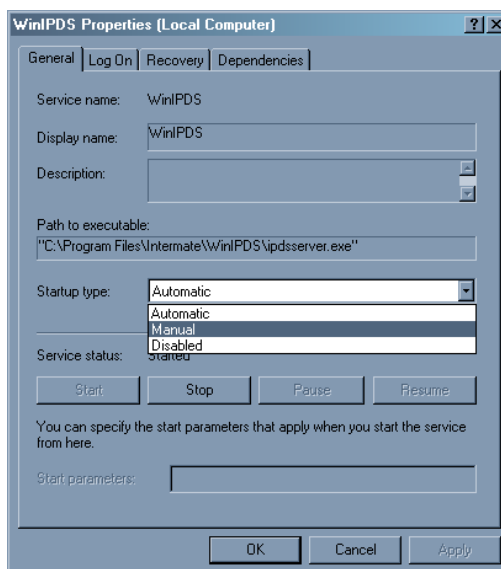 WinIPDS Properties (Local Computer)
General Log On Recovery Dependencies
Service name: WinIPDS
Display name: WinIPDS
Description:
Path to executable:
"C:\Program Files\Intermate\WinIPDS\ipdsserver.exe"
Startup type: Automatic
Automatic
Manual
Disabled
Service status: Started
Start Stop Pause Resume
You can specify the start parameters that apply when you start the service
from here.
Start parameters:
OK Cancel Apply